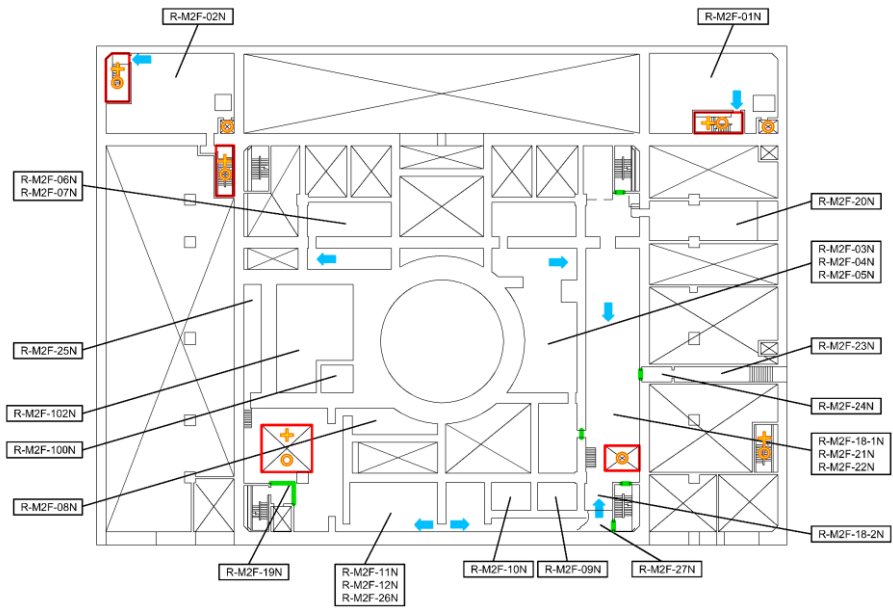 R-M2F-02N
R-M2F-01N
R-M2F-06N
R-M2F-07N
R-M2F-20N
R-M2F-03N
R-M2F-04N
R-M2F-05N
R-M2F-25N
R-M2F-23N
R-M2F-102N
R-M2F-24N
R-M2F-100N
R-M2F-18-1N
R-M2F-21N
R-M2F-22N
R-M2F-08N
R-M2F-18-2N
R-M2F-19N
R-M2F-11N
R-M2F-12N
R-M2F-26N
R-M2F-10N
R-M2F-09N
R-M2F-27N